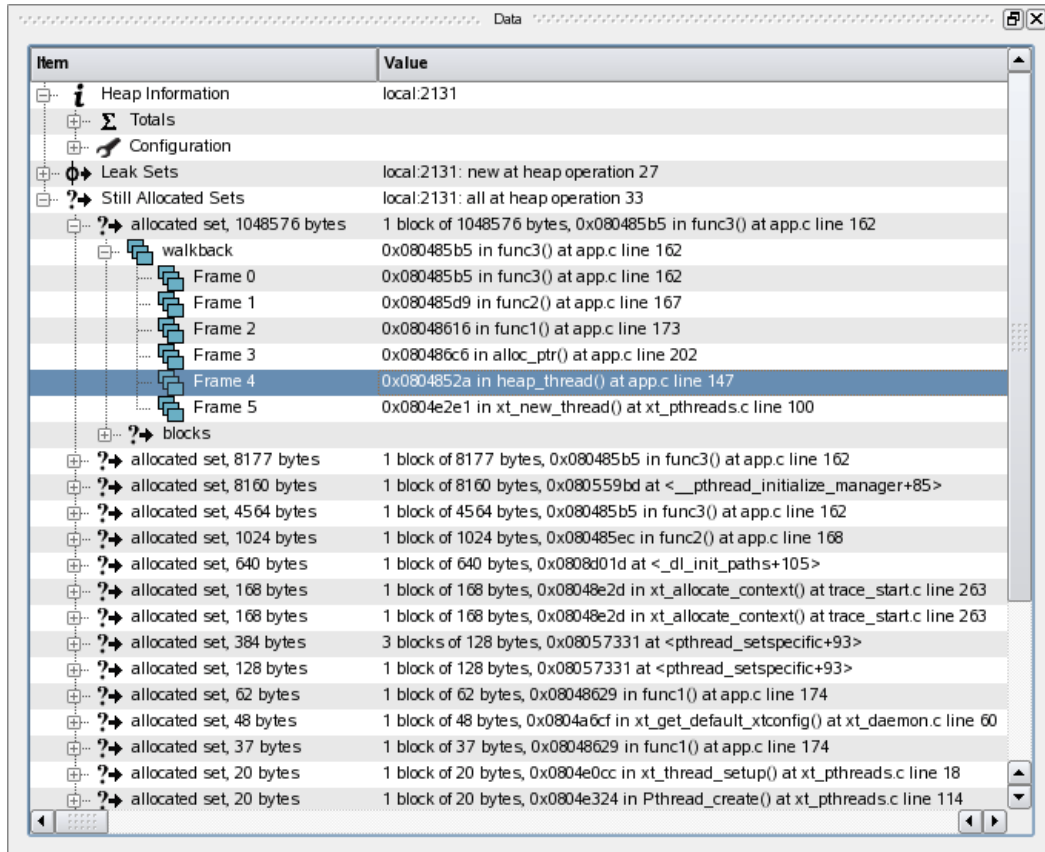 Data
Item Value
Heap Information local:2131
Totals
Configuration
Leak Sets local:2131: new at heap operation 27
Still Allocated Sets local:2131: all at heap operation 33
allocated set, 1048576 bytes 1 block of 1048576 bytes, 0x080485b5 in func3() at app.c line 162
walkback 0x080485b5 in func3() at app.c line 162
Frame 0 0x080485b5 in func3() at app.c line 162
Frame 1 0x080485d9 in func2() at app.c line 167
Frame 2 0x08048616 in func1() at app.c line 173
Frame 3 0x080486c6 in alloc_ptr() at app.c line 202
Frame 4 0x0804852a in heap_thread() at app.c line 147
Frame 5 0x0804e2e1 in xt_new_thread() at xt_pthreads.c line 100
blocks
allocated set, 8177 bytes 1 block of 8177 bytes, 0x080485b5 in func3() at app.c line 162
allocated set, 8160 bytes 1 block of 8160 bytes, 0x080559bd at <__pthread_initialize_manager+85>
allocated set, 4564 bytes 1 block of 4564 bytes, 0x080485b5 in func3() at app.c line 162
allocated set, 1024 bytes 1 block of 1024 bytes, 0x080485ec in func2() at app.c line 168
allocated set, 640 bytes 1 block of 640 bytes, 0x0808d01d at <_dl_init_paths+105>
allocated set, 168 bytes 1 block of 168 bytes, 0x08048e2d in xt_allocate_context() at trace_start.c line 263
allocated set, 168 bytes 1 block of 168 bytes, 0x08048e2d in xt_allocate_context() at trace_start.c line 263
allocated set, 384 bytes 3 blocks of 128 bytes, 0x08057331 at <pthread_setspecific+93>
allocated set, 128 bytes 1 block of 128 bytes, 0x08057331 at <pthread_setspecific+93>
allocated set, 62 bytes 1 block of 62 bytes, 0x08048629 in func1() at app.c line 174
allocated set, 48 bytes 1 block of 48 bytes, 0x0804a6cf in xt_get_default_xtconfig() at xt_daemon.c line 60
allocated set, 37 bytes 1 block of 37 bytes, 0x08048629 in func1() at app.c line 174
allocated set, 20 bytes 1 block of 20 bytes, 0x0804e0cc in xt_thread_setup() at xt_pthreads.c line 18
allocated set, 20 bytes 1 block of 20 bytes, 0x0804e324 in Pthread_create() at xt_pthreads.c line 114